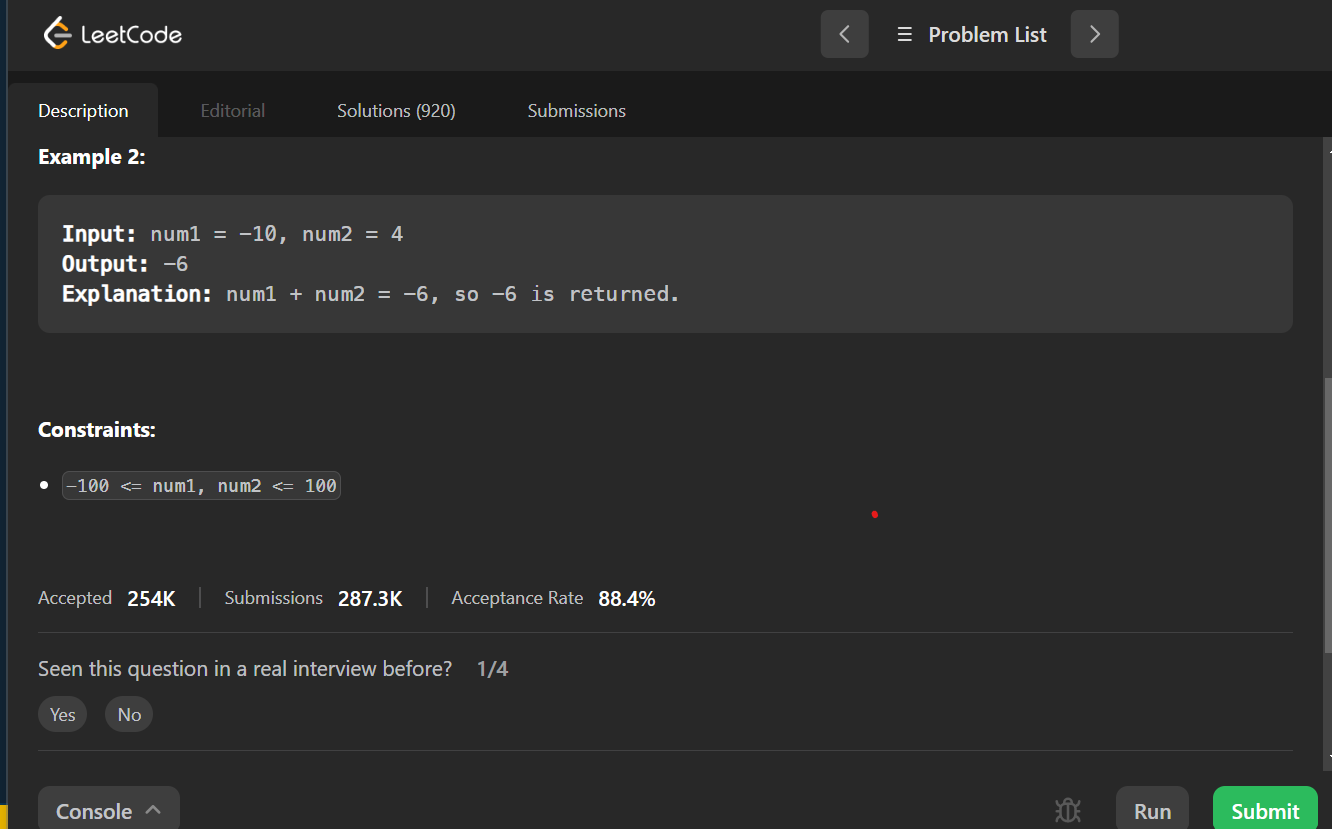 LeetCode
Problem List
Description Editorial Solutions (920) Submissions
Example 2:
Input: num1 = -10, num2 = 4
Output: -6
Explanation: num1 + num2 = -6, so -6 is returned.
Constraints:
-100 <= num1, num2 <= 100
Accepted 254K Submissions 287.3K Acceptance Rate 88.4%
Seen this question in a real interview before? 1/4
Yes No
Console Run Submit